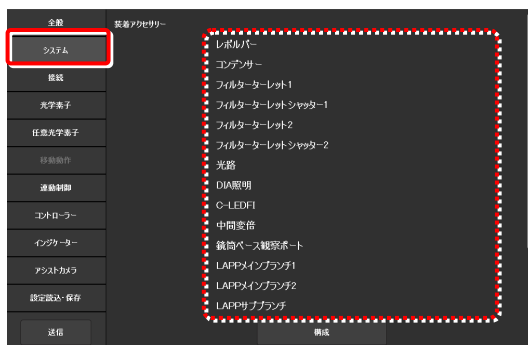 全般
システム
接続
光学素子
任意光学素子
移動動作
連動制御
コントローラー
インジケーター
アシストカメラ
設定読込・保存
送信
装着アクセサリー
レボルバー
コンデンサー
フィルターターレット1
フィルターターレットシャッター1
フィルターターレット2
フィルターターレットシャッター2
光路
DIA照明
C-LEDFI
中間変倍
鏡筒ベース観察ポート
LAPPメインブランチ1
LAPPメインブランチ2
LAPPサブブランチ
構成